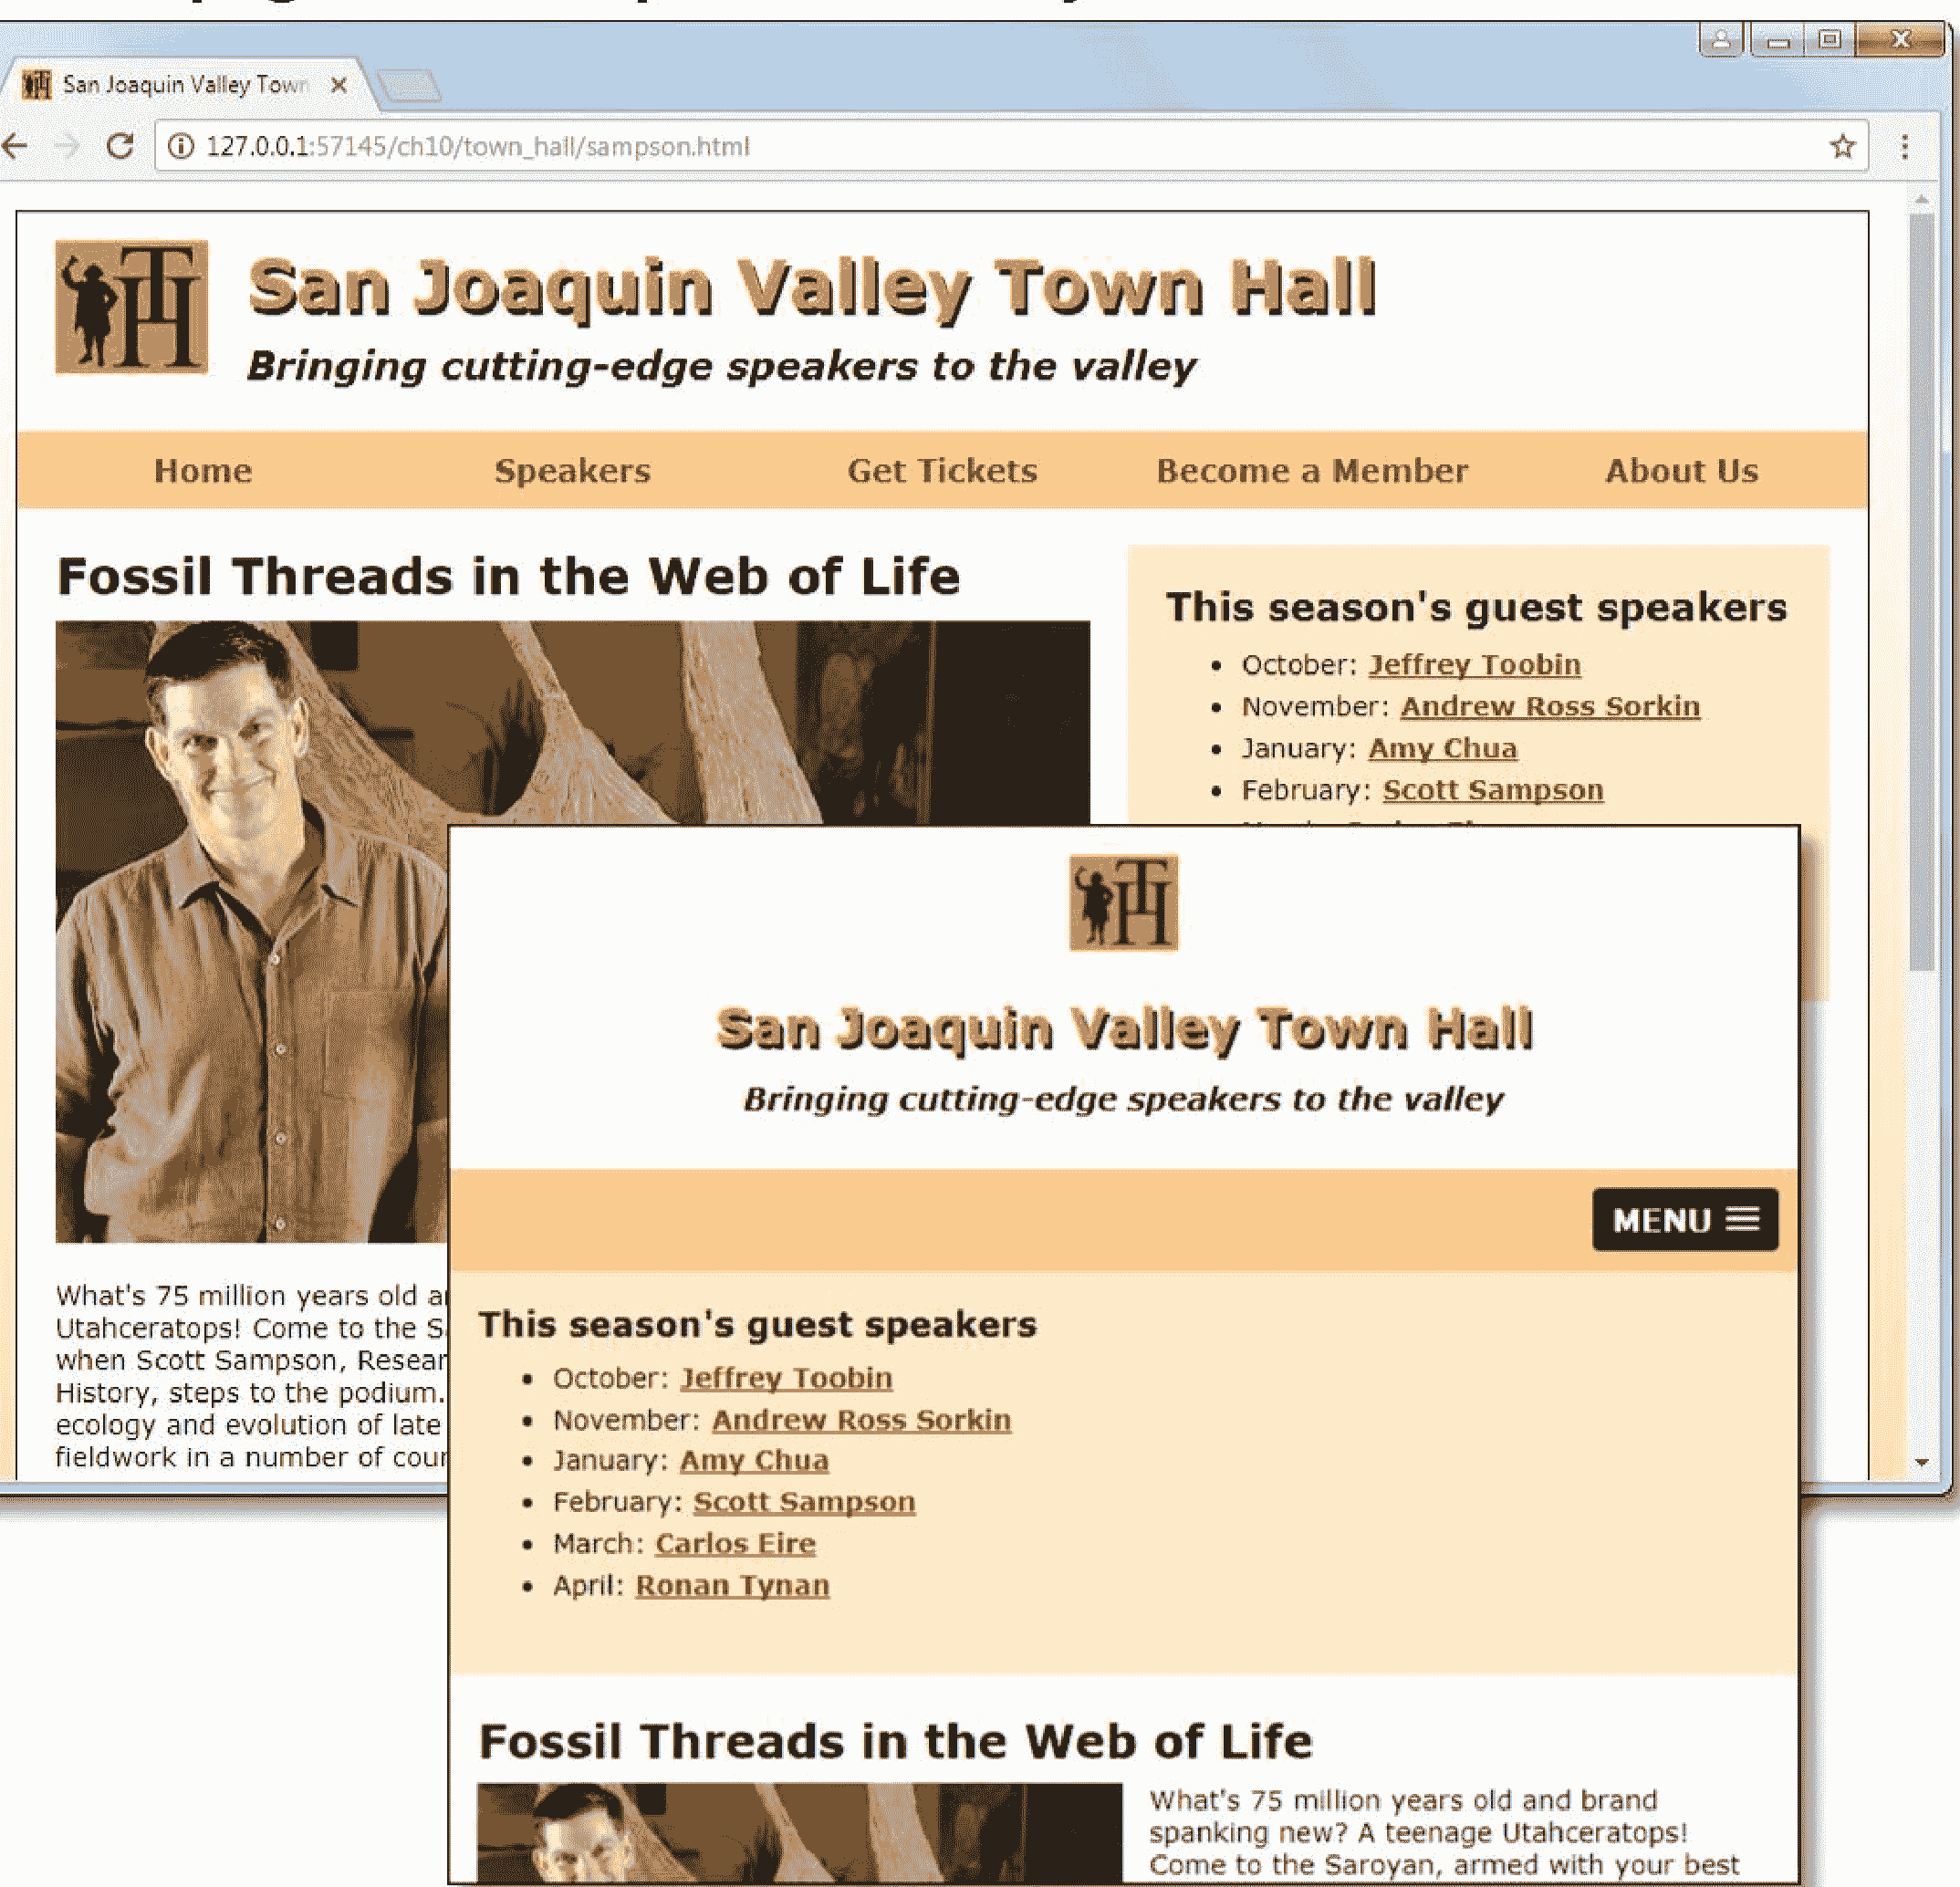 San Joaquin Valley Town
127.0.0.1:57145/ch10/town_hall/sampson.html
TH
San Joaquin Valley Town Hall
Bringing cutting-edge speakers to the valley
Home Speakers Get Tickets Become a Member About Us
Fossil Threads in the Web of Life
This season's guest speakers
• October: Jeffrey Toobin
• November: Andrew Ross Sorkin
• January: Amy Chua
• February: Scott Sampson
What's 75 million years old
Utahceratops! Come to the
when Scott Sampson,
History, steps to the podium.
ecology and evolution of late
fieldwork in a number of
TH
San Joaquin Valley Town Hall
Bringing cutting-edge speakers to the valley
MENU
This season's guest speakers
• October: Jeffrey Toobin
• November: Andrew Ross Sorkin
• January: Amy Chua
• February: Scott Sampson
• March: Carlos Eire
• April: Ronan Tynan
Fossil Threads in the Web of Life
What's 75 million years old and brand
spanking new? A teenage Utahceratops!
Come to the Saroyan, armed with your best